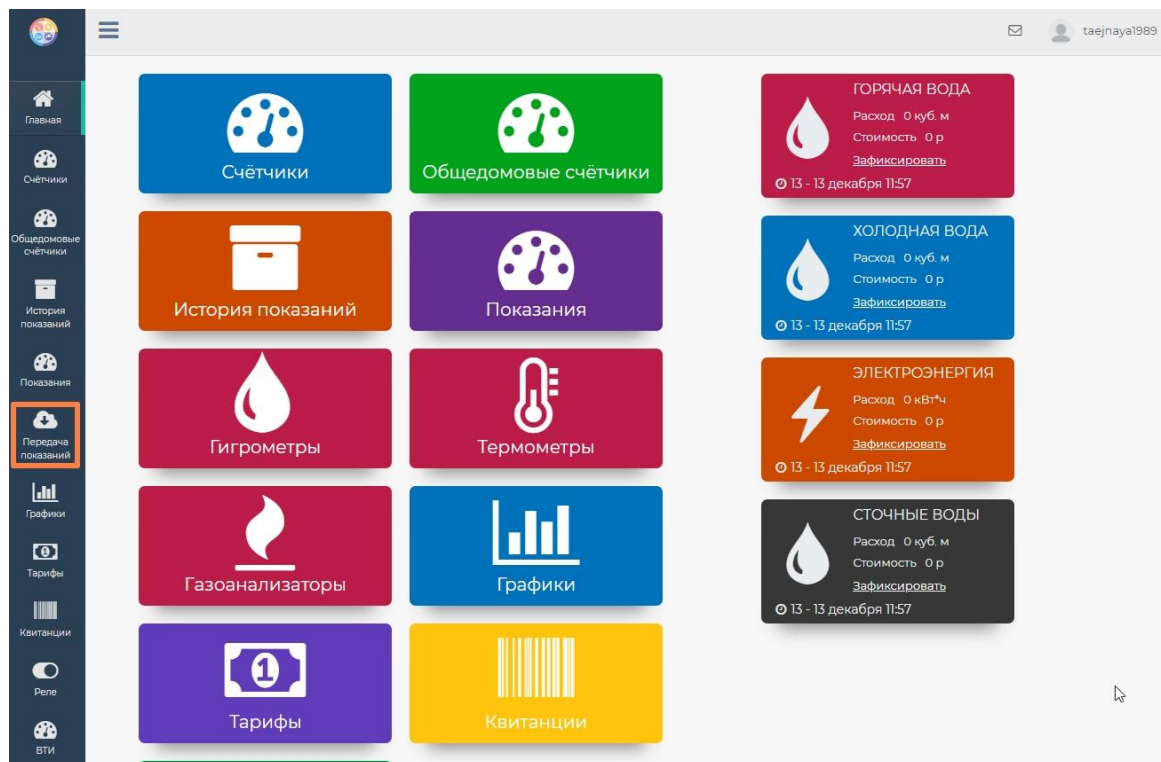 taejnaya1989
Главная
Счётчики
Общедомовые
счётчики
История
показаний
Показания
Передача
показаний
Графики
Тарифы
Квитанции
Реле
ВТИ
Счётчики
Общедомовые счётчики
История показаний
Показания
Гигрометры
Термометры
Газоанализаторы
Графики
1
Тарифы
Квитанции
ГОРЯЧАЯ ВОДА
Расход 0 куб. м
Стоимость 0 р
Зафиксировать
13 - 13 декабря 11:57
ХОЛОДНАЯ ВОДА
Расход 0 куб. м
Стоимость 0 р
Зафиксировать
13 - 13 декабря 11:57
ЭЛЕКТРОЭНЕРГИЯ
Расход 0 кВт*ч
Стоимость 0 р
Зафиксировать
13 - 13 декабря 11:57
СТОЧНЫЕ ВОДЫ
Расход 0 куб. м
Стоимость 0 р
Зафиксировать
13 - 13 декабря 11:57